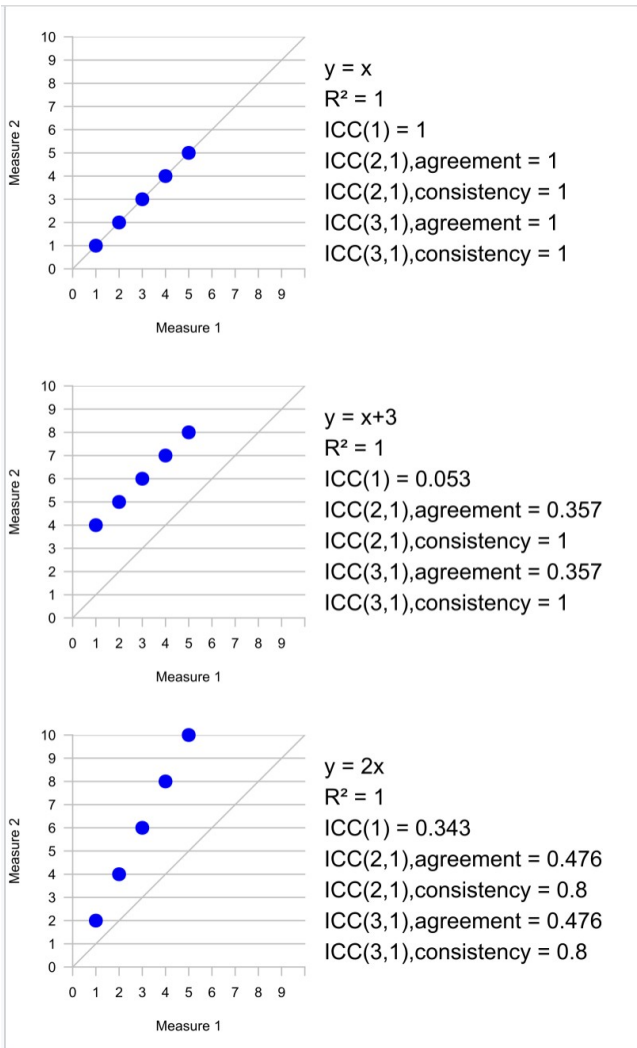 10
9
8
7
6
5
4
3
2
1
0
Measure 2
0 1 2 3 4 5 6 7 8 9
Measure 1
y = x
R² = 1
ICC(1) = 1
ICC(2,1),agreement = 1
ICC(2,1),consistency = 1
ICC(3,1),agreement = 1
ICC(3,1),consistency = 1
10
9
8
7
6
5
4
3
2
1
0
Measure 2
0 1 2 3 4 5 6 7 8 9
Measure 1
y = x+3
R² = 1
ICC(1) = 0.053
ICC(2,1),agreement = 0.357
ICC(2,1),consistency = 1
ICC(3,1),agreement = 0.357
ICC(3,1),consistency = 1
10
9
8
7
6
5
4
3
2
1
0
Measure 2
0 1 2 3 4 5 6 7 8 9
Measure 1
y = 2x
R² = 1
ICC(1) = 0.343
ICC(2,1),agreement = 0.476
ICC(2,1),consistency = 0.8
ICC(3,1),agreement = 0.476
ICC(3,1),consistency = 0.8